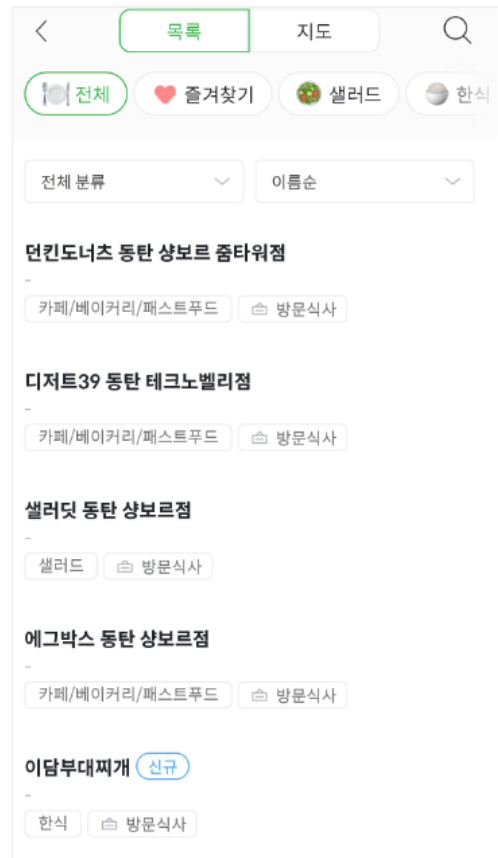 목록 지도
전체 즐겨찾기 샐러드 한식
전체 분류 이름순
던킨도너츠 동탄 샹보르 줌타워점
-
카페/베이커리/패스트푸드 방문식사
디저트39 동탄 테크노벨리점
-
카페/베이커리/패스트푸드 방문식사
샐러딧 동탄 샹보르점
-
샐러드 방문식사
에그박스 동탄 샹보르점
-
카페/베이커리/패스트푸드 방문식사
이담부대찌개 신규
-
한식 방문식사